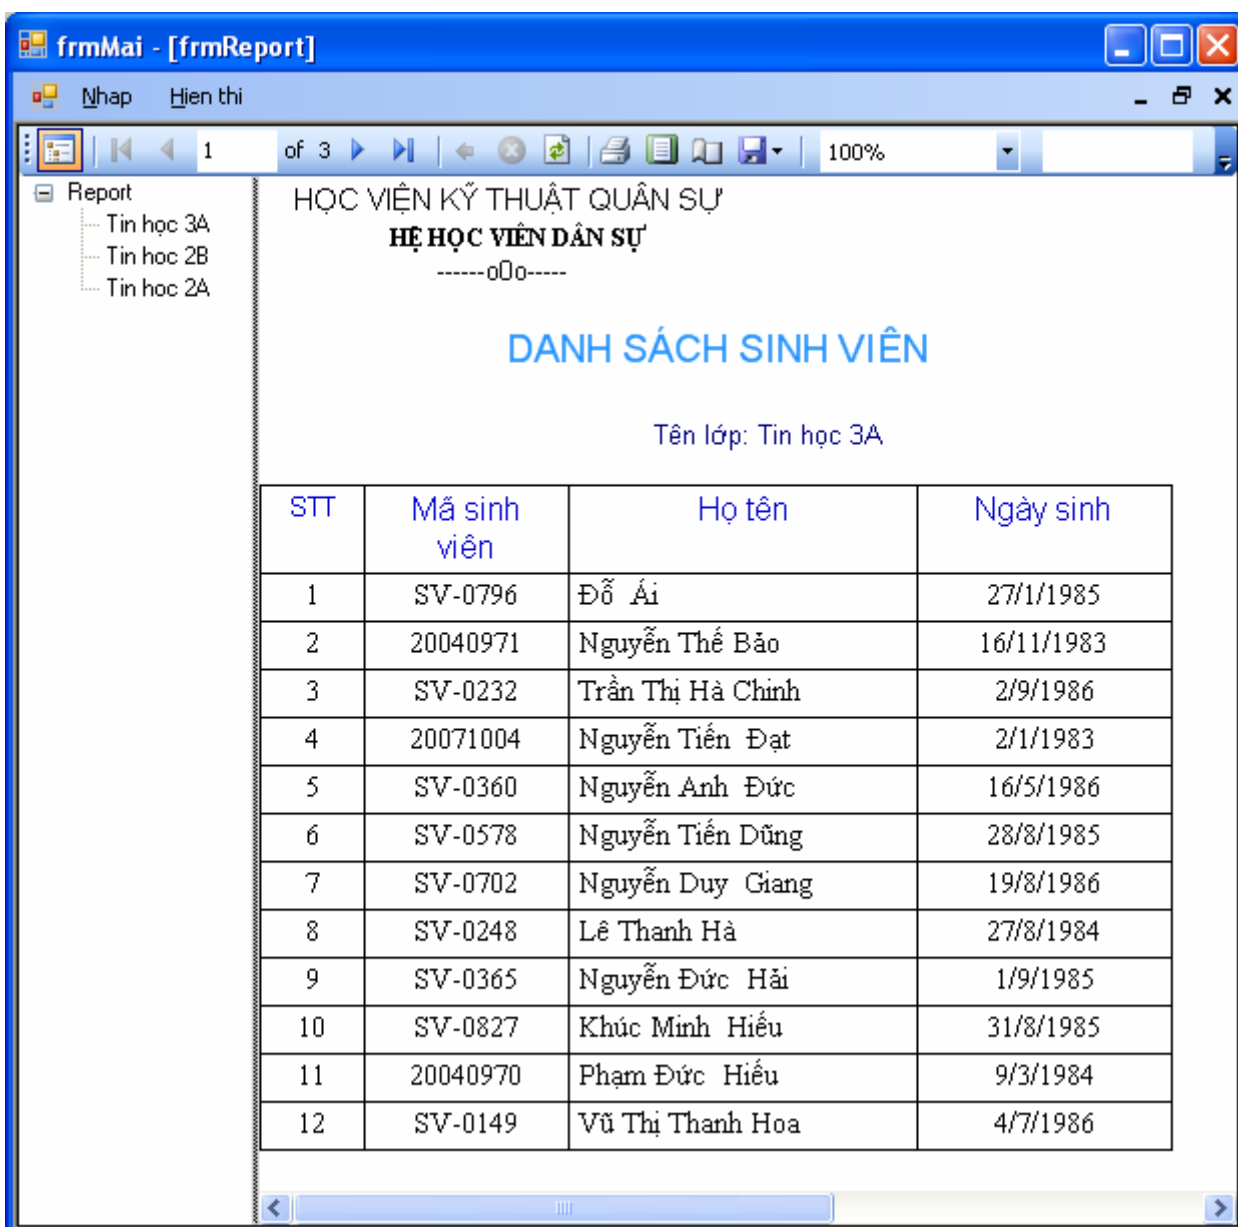 frmMai - [frmReport]
Nhap Hien thi
1 of 3 100%
Report
Tin học 3A
Tin hoc 2B
Tin hoc 2A
HỌC VIỆN KỸ THUẬT QUÂN SỰ
HỆ HỌC VIÊN DÂN SỰ
------o0o-----
DANH SÁCH SINH VIÊN
Tên lớp: Tin học 3A
STT Mã sinh viên Họ tên Ngày sinh
1 SV-0796 Đỗ Ái 27/1/1985
2 20040971 Nguyễn Thế Bảo 16/11/1983
3 SV-0232 Trần Thị Hà Chinh 2/9/1986
4 20071004 Nguyễn Tiến Đạt 2/1/1983
5 SV-0360 Nguyễn Anh Đức 16/5/1986
6 SV-0578 Nguyễn Tiến Dũng 28/8/1985
7 SV-0702 Nguyễn Duy Giang 19/8/1986
8 SV-0248 Lê Thanh Hà 27/8/1984
9 SV-0365 Nguyễn Đức Hải 1/9/1985
10 SV-0827 Khúc Minh Hiếu 31/8/1985
11 20040970 Phạm Đức Hiếu 9/3/1984
12 SV-0149 Vũ Thị Thanh Hoa 4/7/1986